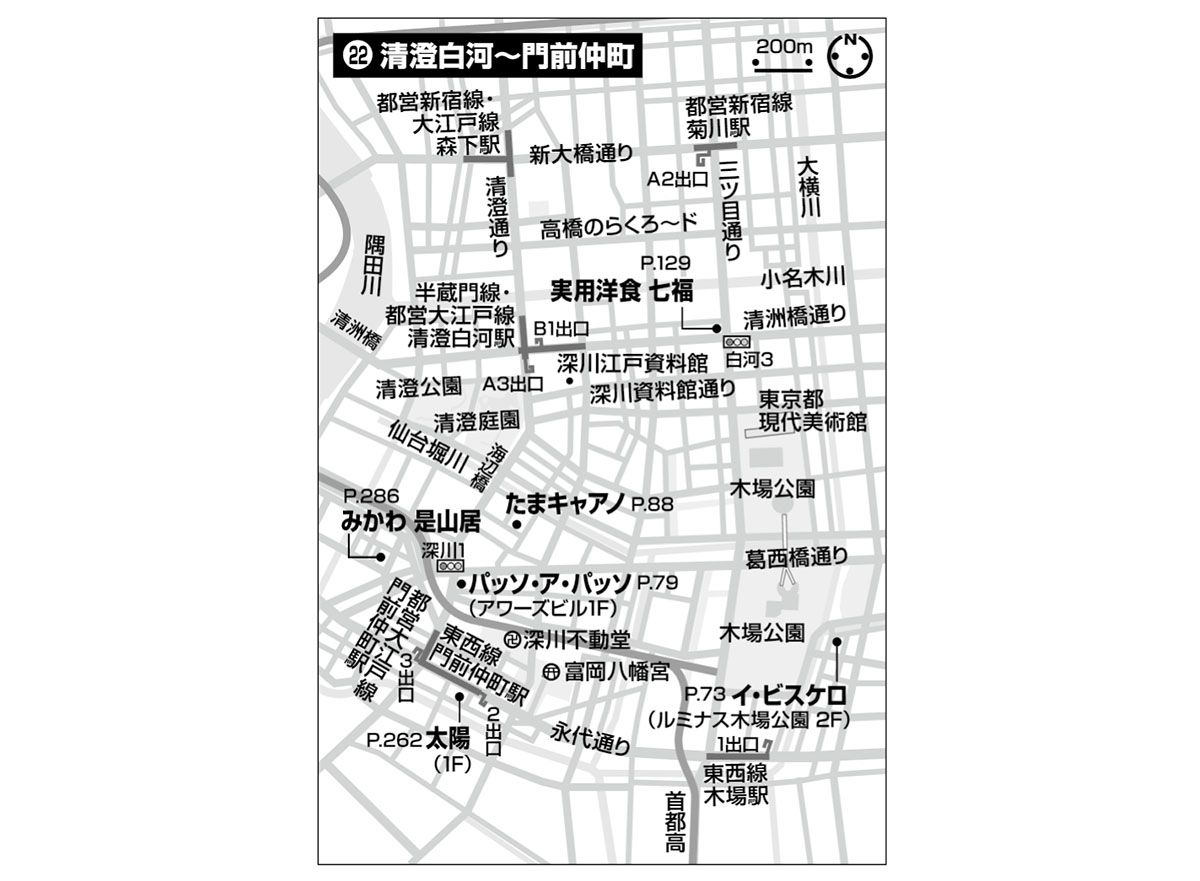 ㉒ 清澄白河〜門前仲町
200m
N
都営新宿線・
大江戸線
森下駅
都営新宿線
菊川駅
新大橋通り
A2出口
清澄通り
三ツ目通り
大横川
高橋のらくろ〜ド
隅田川
P.129
実用洋食 七福
小名木川
半蔵門線・
都営大江戸線
清澄白河駅
B1出口
清洲橋通り
清洲橋
白河3
深川江戸資料館
清澄公園
A3出口
深川資料館通り
東京都
現代美術館
清澄庭園
仙台堀川
海辺橋
木場公園
P.286
みかわ 是山居
たまキャアノ P.88
深川1
葛西橋通り
パッソ・ア・パッソ P.79
(アワーズビル1F)
都営大江戸線
門前仲町駅
3出口
東西線
門前仲町駅
深川不動堂
木場公園
富岡八幡宮
P.73 イ・ビスケロ
(ルミナス木場公園 2F)
2出口
P.262 太陽
(1F)
永代通り
1出口
東西線
木場駅
首都高